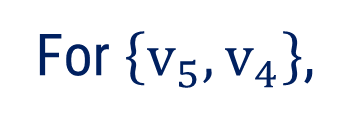 For {v₅, v₄},